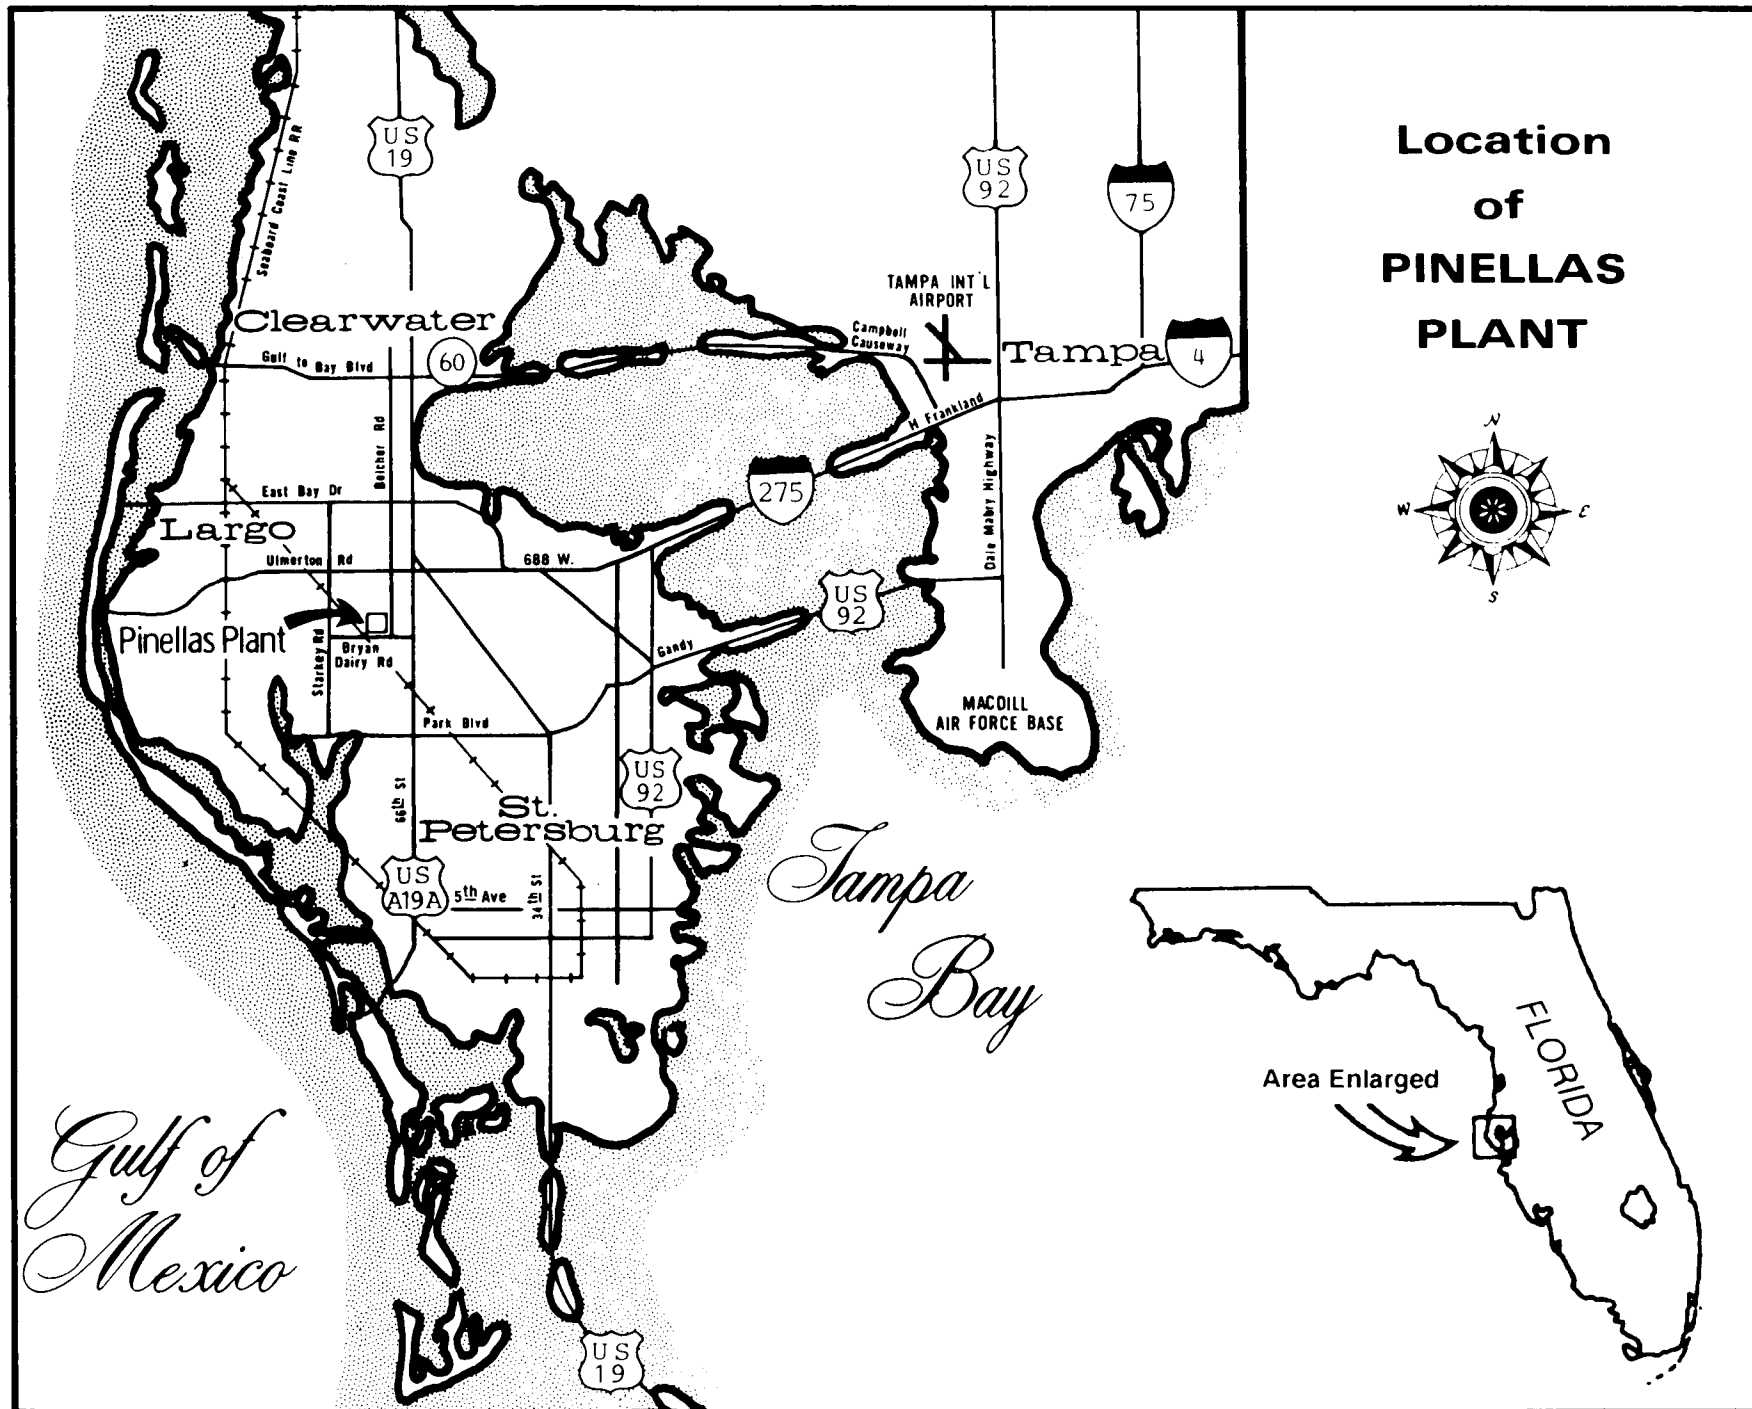 Location
of
PINELLAS
PLANT
N
W
E
S
US
19
US
92
75
Seaboard Coast Line RR
TAMPA INT'L
AIRPORT
Clearwater
Campbell
Causeway
Tampa
4
60
Gulf to Bay Blvd
H Frankland
Belcher Rd
Dale Mabry Highway
275
East Bay Dr
Largo
Ulmerton Rd
688 W.
US
92
Pinellas Plant
Starkey Rd
Bryan
Dairy Rd
Gandy
MACDILL
AIR FORCE BASE
Park Blvd
US
92
66th St
St.
Petersburg
US
A19A
5th Ave
34th St
Tampa
Bay
FLORIDA
Area Enlarged
Gulf of
Mexico
US
19